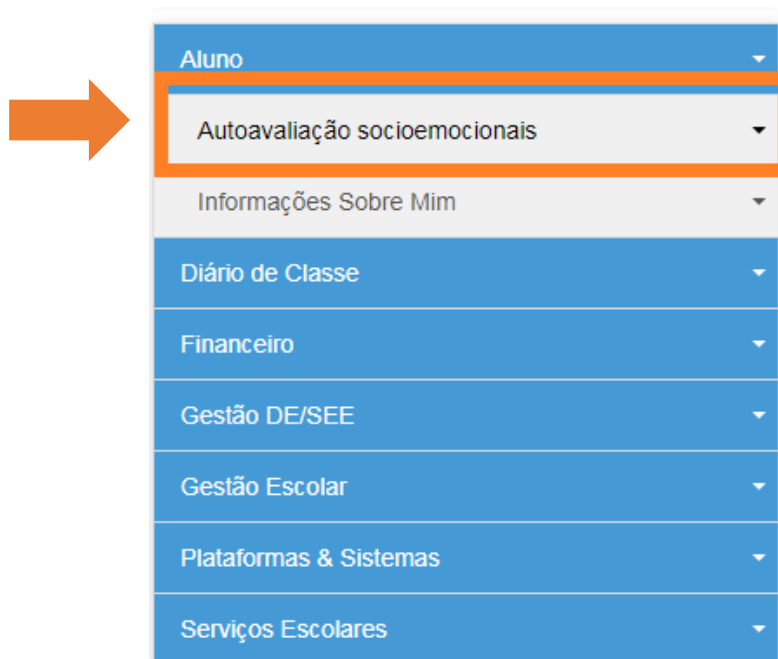 Aluno
Autoavaliação socioemocionais
Informações Sobre Mim
Diário de Classe
Financeiro
Gestão DE/SEE
Gestão Escolar
Plataformas & Sistemas
Serviços Escolares